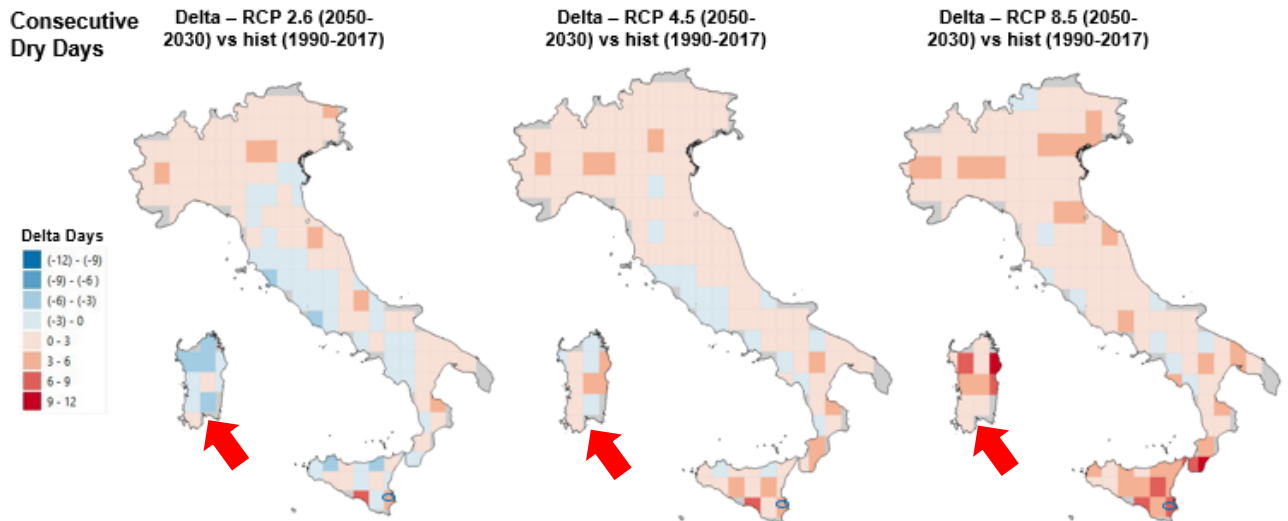 Consecutive
Dry Days
Delta – RCP 2.6 (2050-
2030) vs hist (1990-2017)
Delta – RCP 4.5 (2050-
2030) vs hist (1990-2017)
Delta – RCP 8.5 (2050-
2030) vs hist (1990-2017)
Delta Days
(-12) - (-9)
(-9) - (-6)
(-6) - (-3)
(-3) - 0
0 - 3
3 - 6
6 - 9
9 - 12